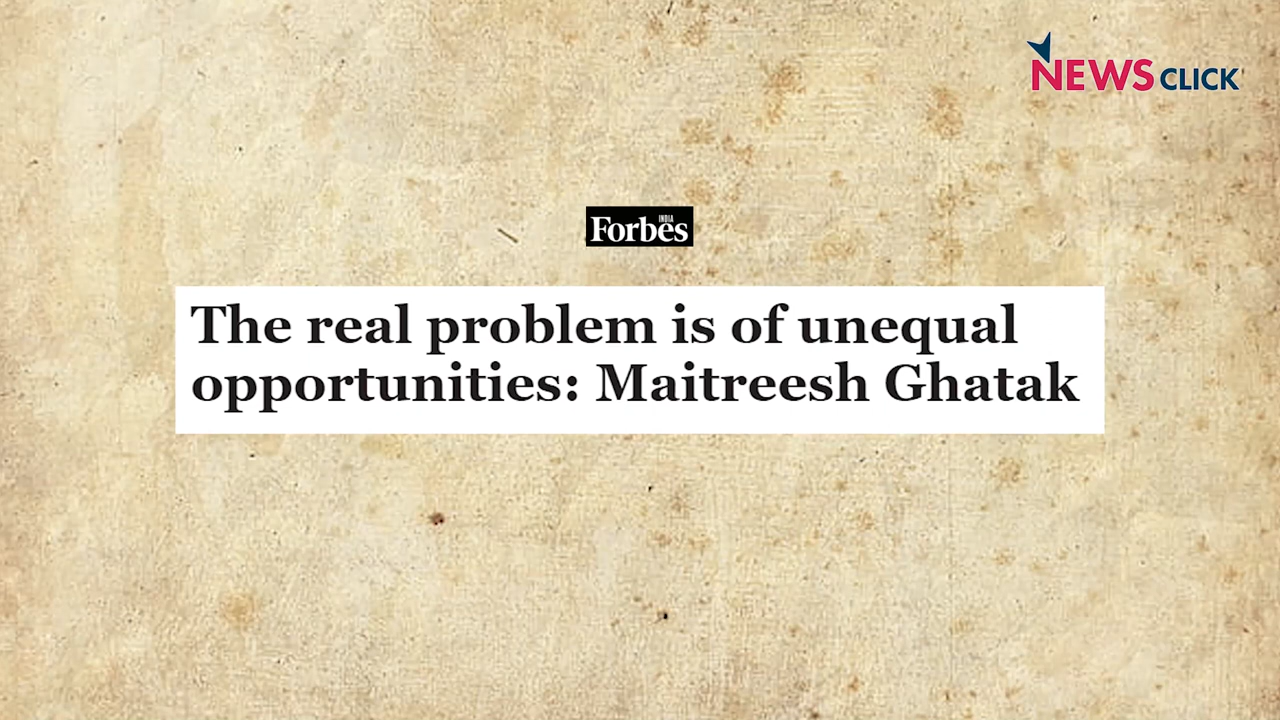 NEWSCLICK
Forbes INDIA
The real problem is of unequal
opportunities: Maitreesh Ghatak